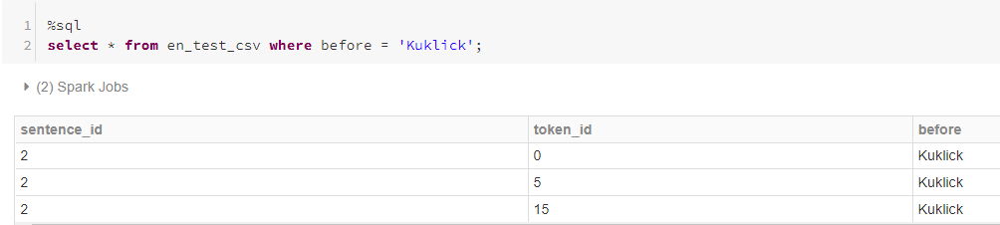 1 %sql
2 select * from en_test_csv where before = 'Kuklick';
(2) Spark Jobs
sentence_id token_id before
2 0 Kuklick
2 5 Kuklick
2 15 Kuklick